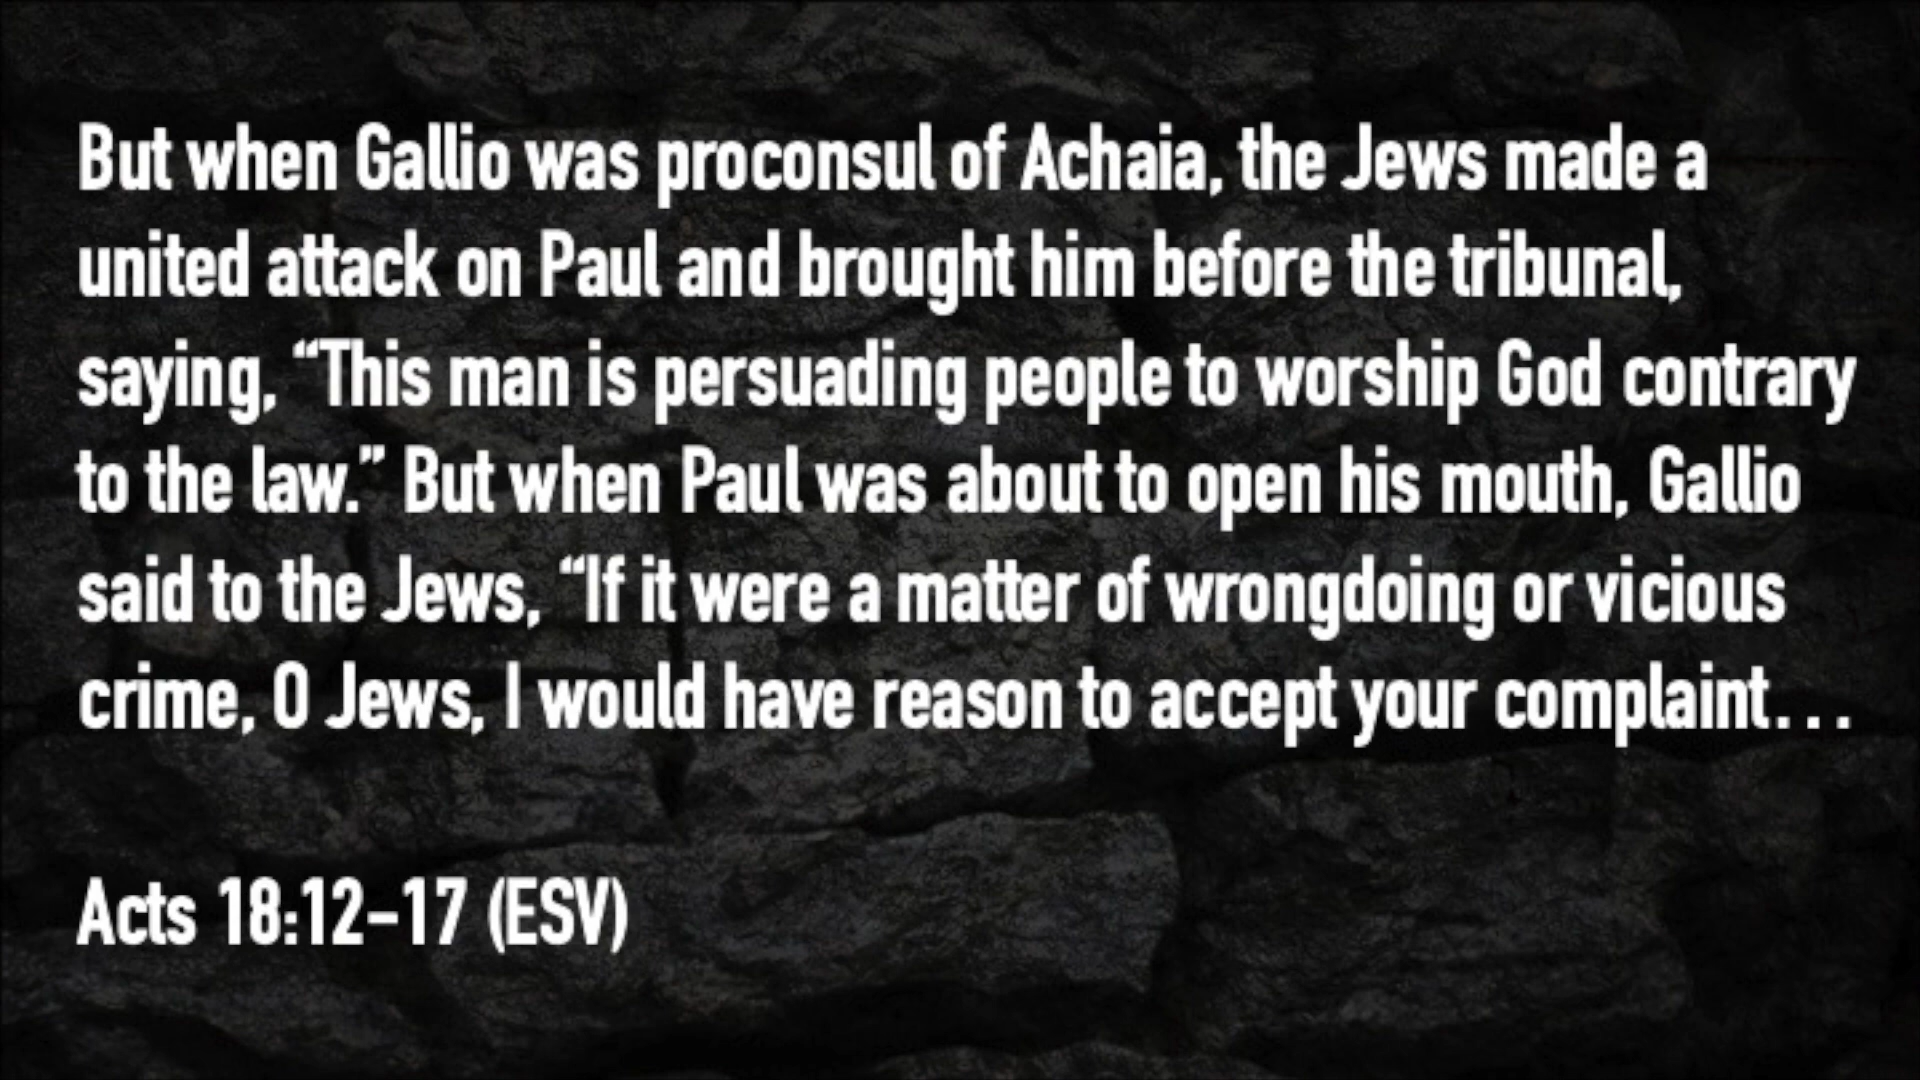 But when Gallio was proconsul of Achaia, the Jews made a
united attack on Paul and brought him before the tribunal,
saying, “This man is persuading people to worship God contrary
to the law.” But when Paul was about to open his mouth, Gallio
said to the Jews, “If it were a matter of wrongdoing or vicious
crime, O Jews, I would have reason to accept your complaint...
Acts 18:12–17 (ESV)